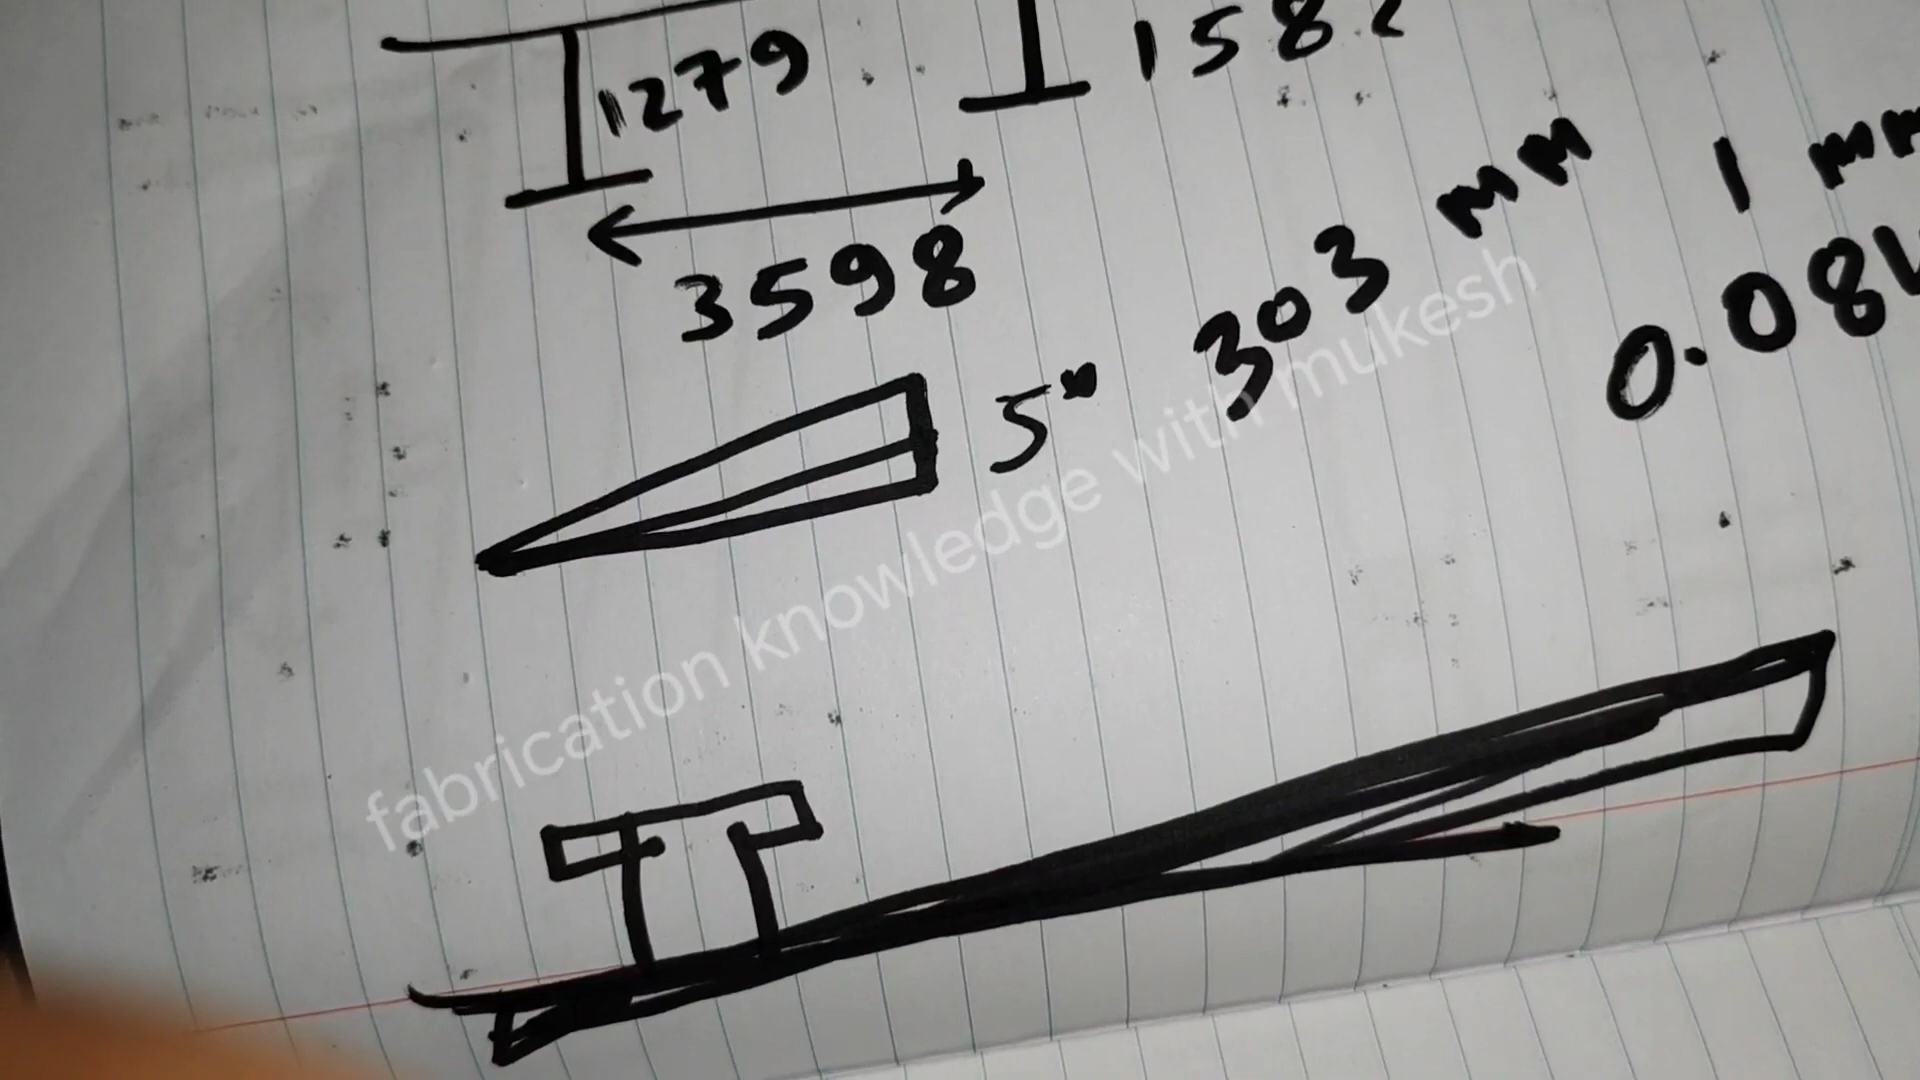 1279
158
3598
303 mm
1 mm
0.08
5"
fabrication knowledge with mukesh